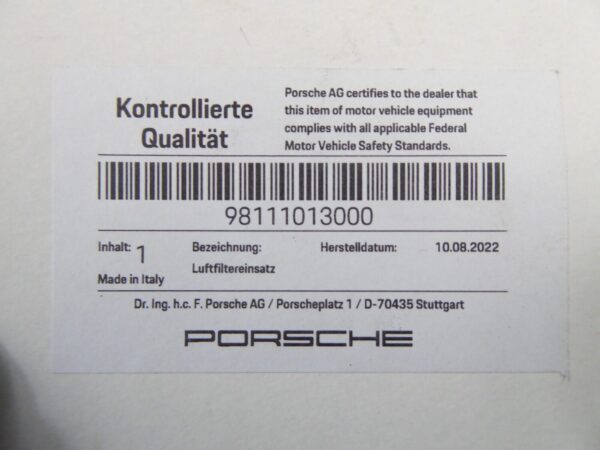 Kontrollierte
Qualität
Porsche AG certifies to the dealer that
this item of motor vehicle equipment
complies with all applicable Federal
Motor Vehicle Safety Standards.
98111013000
Inhalt: 1 Bezeichnung: Herstelldatum: 10.08.2022
Luftfiltereinsatz
Made in Italy
Dr. Ing. h.c. F. Porsche AG / Porscheplatz 1 / D-70435 Stuttgart
PORSCHE